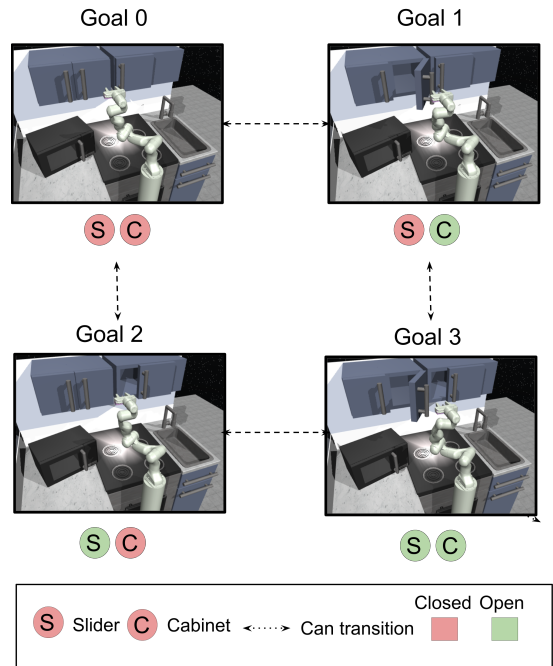 Goal 0
Goal 1
S C
S C
Goal 2
Goal 3
S C
S C
Closed Open
S Slider C Cabinet Can transition